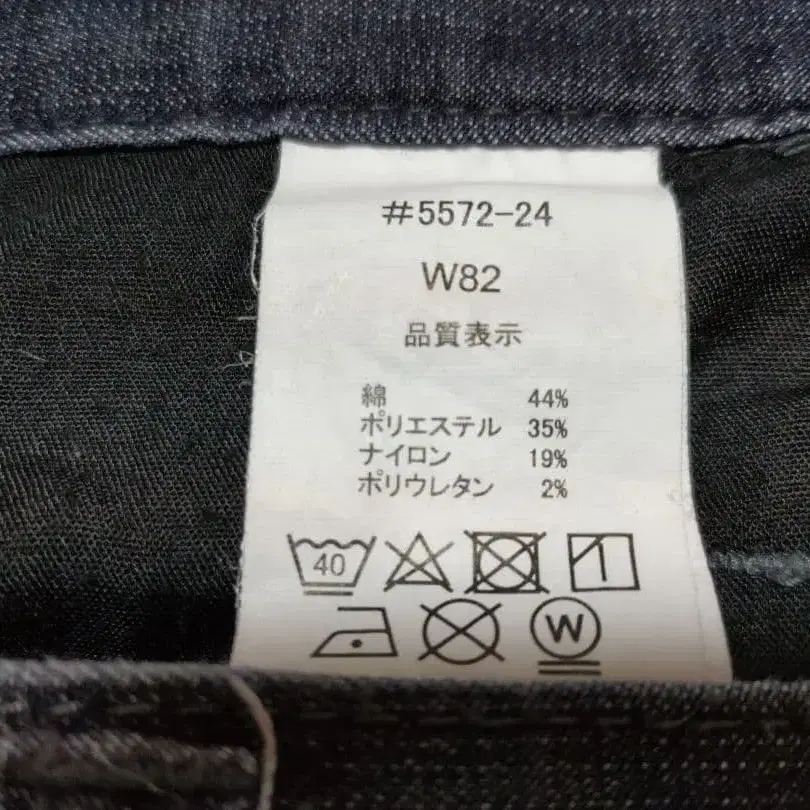 #5572-24
W82
品質表示
綿 44%
ポリエステル 35%
ナイロン 19%
ポリウレタン 2%
40
W